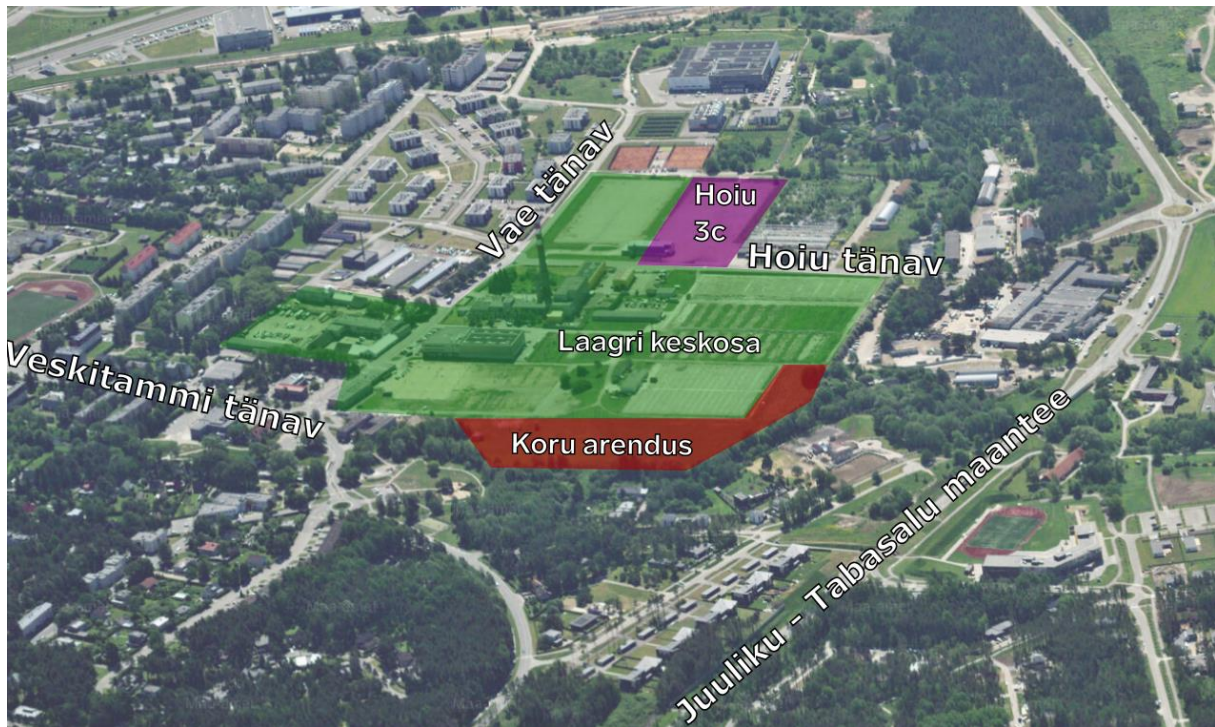 Vae tänav
Hoiu
3c
Hoiu tänav
Laagri keskosa
Veskitammi tänav
Koru arendus
Juuliku - Tabasalu maantee